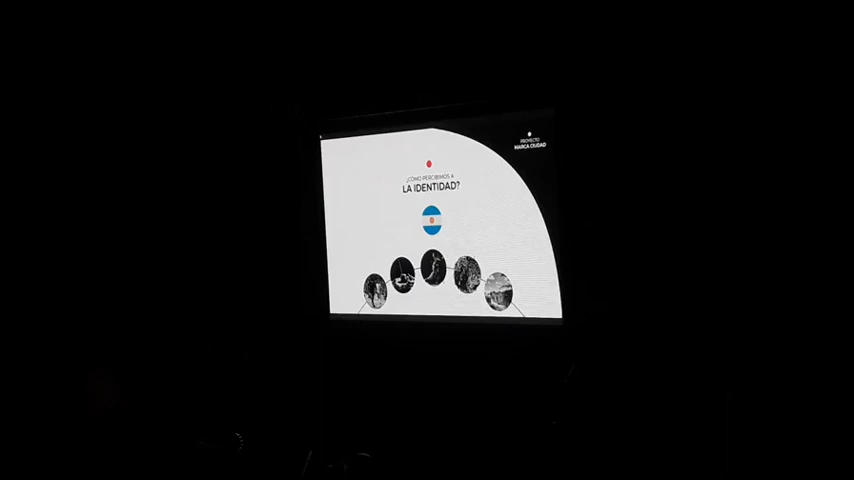 PROYECTO
MARCA CIUDAD
¿CÓMO PERCIBIMOS A
LA IDENTIDAD?